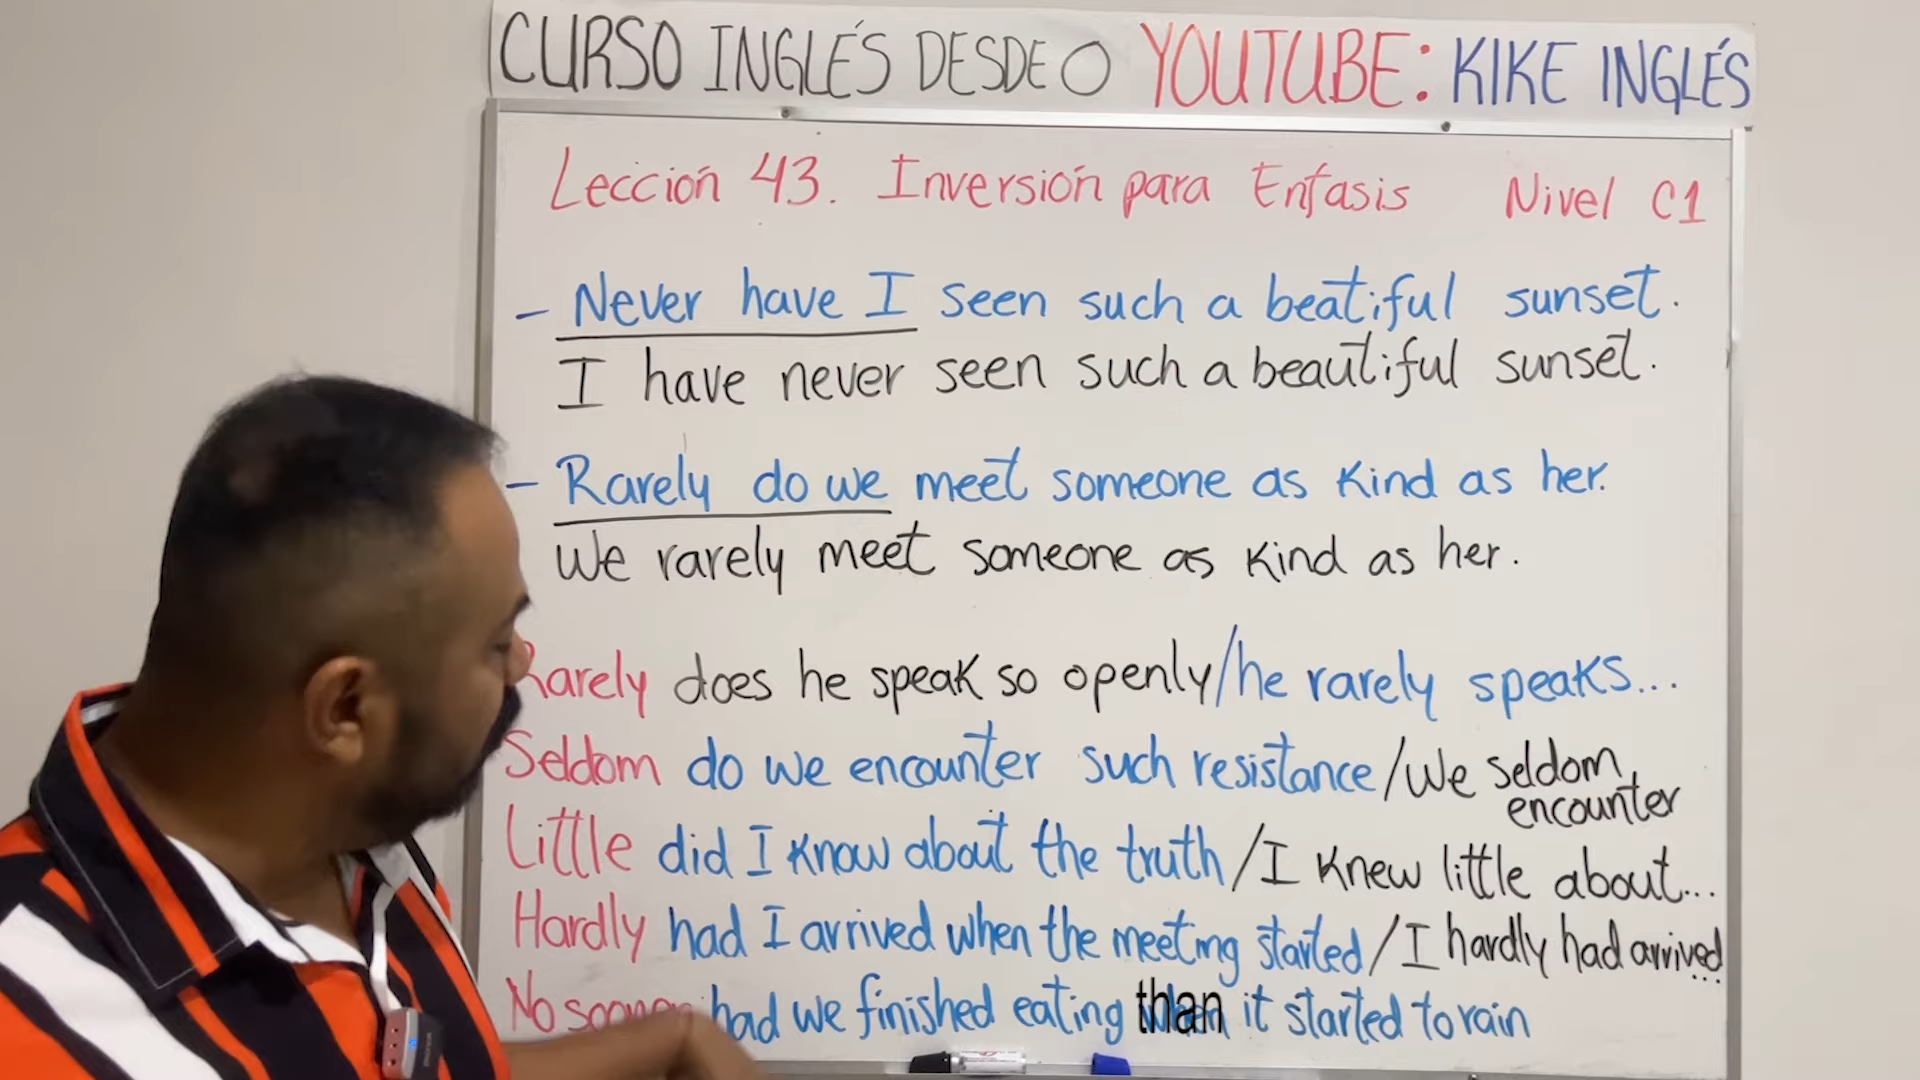 CURSO INGLÉS DESDE 0 YOUTUBE: KIKE INGLÉS
Lección 43. Inversión para Enfasis Nivel C1
- Never have I seen such a beatiful sunset.
I have never seen such a beautiful sunset.
- Rarely do we meet someone as kind as her.
We rarely meet someone as kind as her.
Rarely does he speak so openly/he rarely speaks...
Seldom do we encounter such resistance/We seldom
encounter
Little did I know about the truth/I knew little about...
Hardly had I arrived when the meeting started/I hardly had arrived...
No sooner had we finished eating than it started to rain